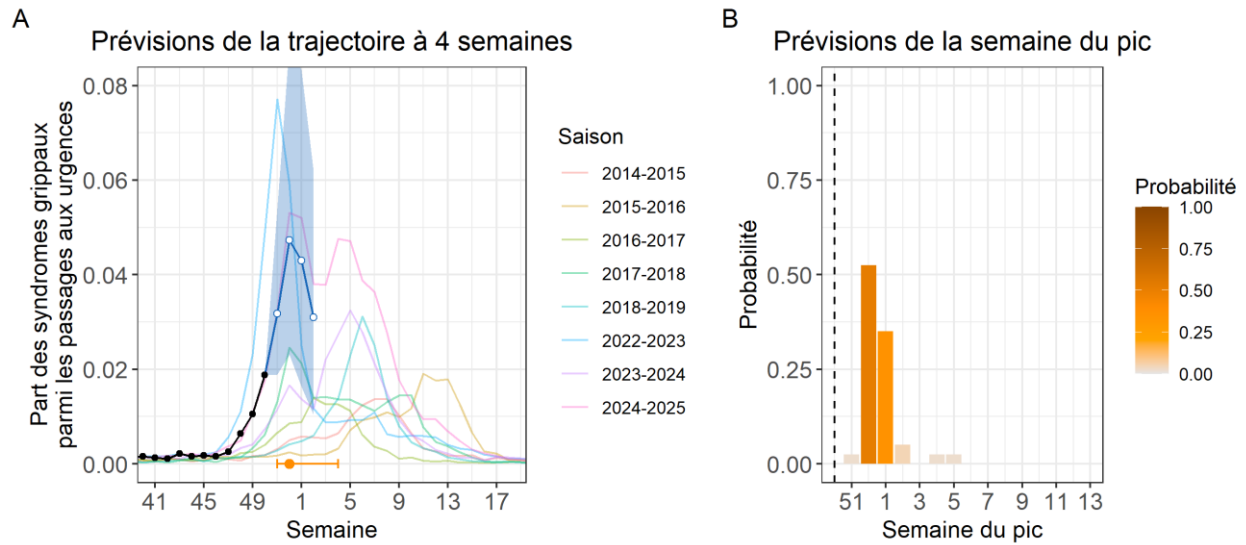 A
Prévisions de la trajectoire à 4 semaines
Part des syndromes grippaux
parmi les passages aux urgences
0.08
0.06
0.04
0.02
0.00
41 45 49 1 5 9 13 17
Semaine
Saison
2014-2015
2015-2016
2016-2017
2017-2018
2018-2019
2022-2023
2023-2024
2024-2025
B
Prévisions de la semaine du pic
Probabilité
1.00
0.75
0.50
0.25
0.00
51 1 3 5 7 9 11 13
Semaine du pic
Probabilité
1.00
0.75
0.50
0.25
0.00